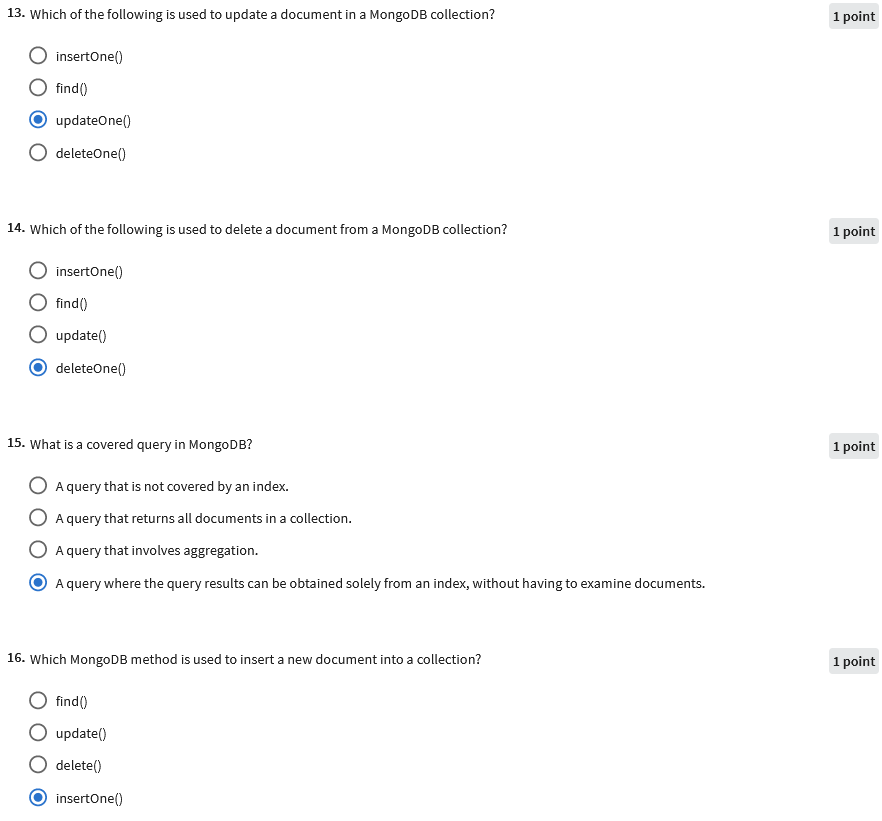 13. Which of the following is used to update a document in a MongoDB collection? 1 point
insertOne()
find()
updateOne()
deleteOne()
14. Which of the following is used to delete a document from a MongoDB collection? 1 point
insertOne()
find()
update()
deleteOne()
15. What is a covered query in MongoDB? 1 point
A query that is not covered by an index.
A query that returns all documents in a collection.
A query that involves aggregation.
A query where the query results can be obtained solely from an index, without having to examine documents.
16. Which MongoDB method is used to insert a new document into a collection? 1 point
find()
update()
delete()
insertOne()